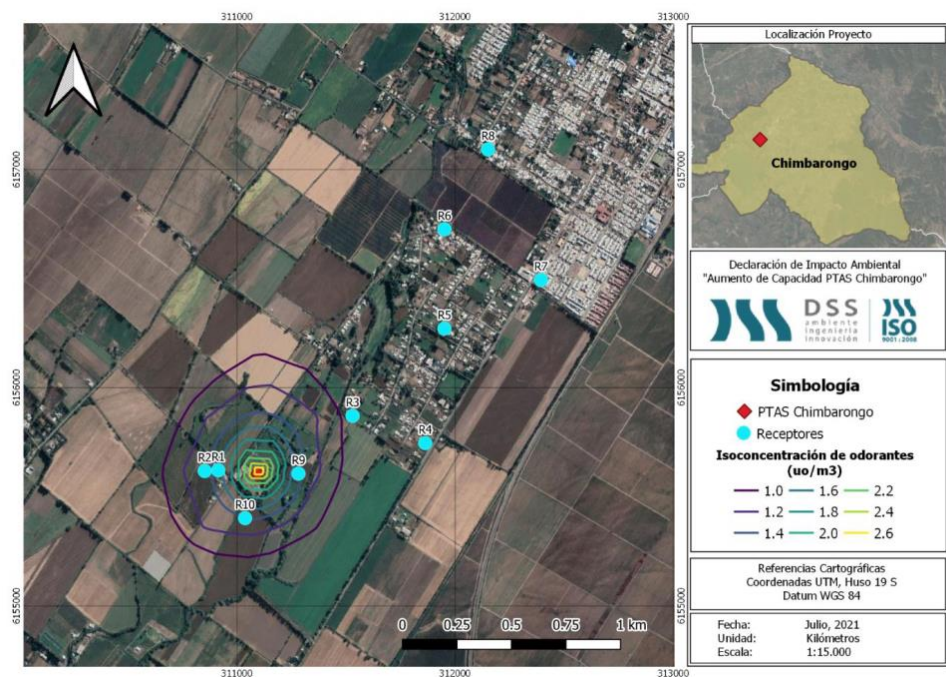 311000
312000
313000
6157000
6156000
6155000
R8
R6
R7
R5
R3
R4
R2
R1
R9
R10
0 0.25 0.5 0.75 1 km
6157000
6156000
6155000
311000
312000
313000
Localización Proyecto
Chimbarongo
Declaración de Impacto Ambiental
"Aumento de Capacidad PTAS Chimbarongo"
DSS
ambiente
ingeniería
innovación
ISO
9001:2008
Simbología
PTAS Chimbarongo
Receptores
Isoconcentración de odorantes
(uo/m3)
1.0 1.6 2.2
1.2 1.8 2.4
1.4 2.0 2.6
Referencias Cartográficas
Coordenadas UTM, Huso 19 S
Datum WGS 84
Fecha: Julio, 2021
Unidad: Kilómetros
Escala: 1:15.000